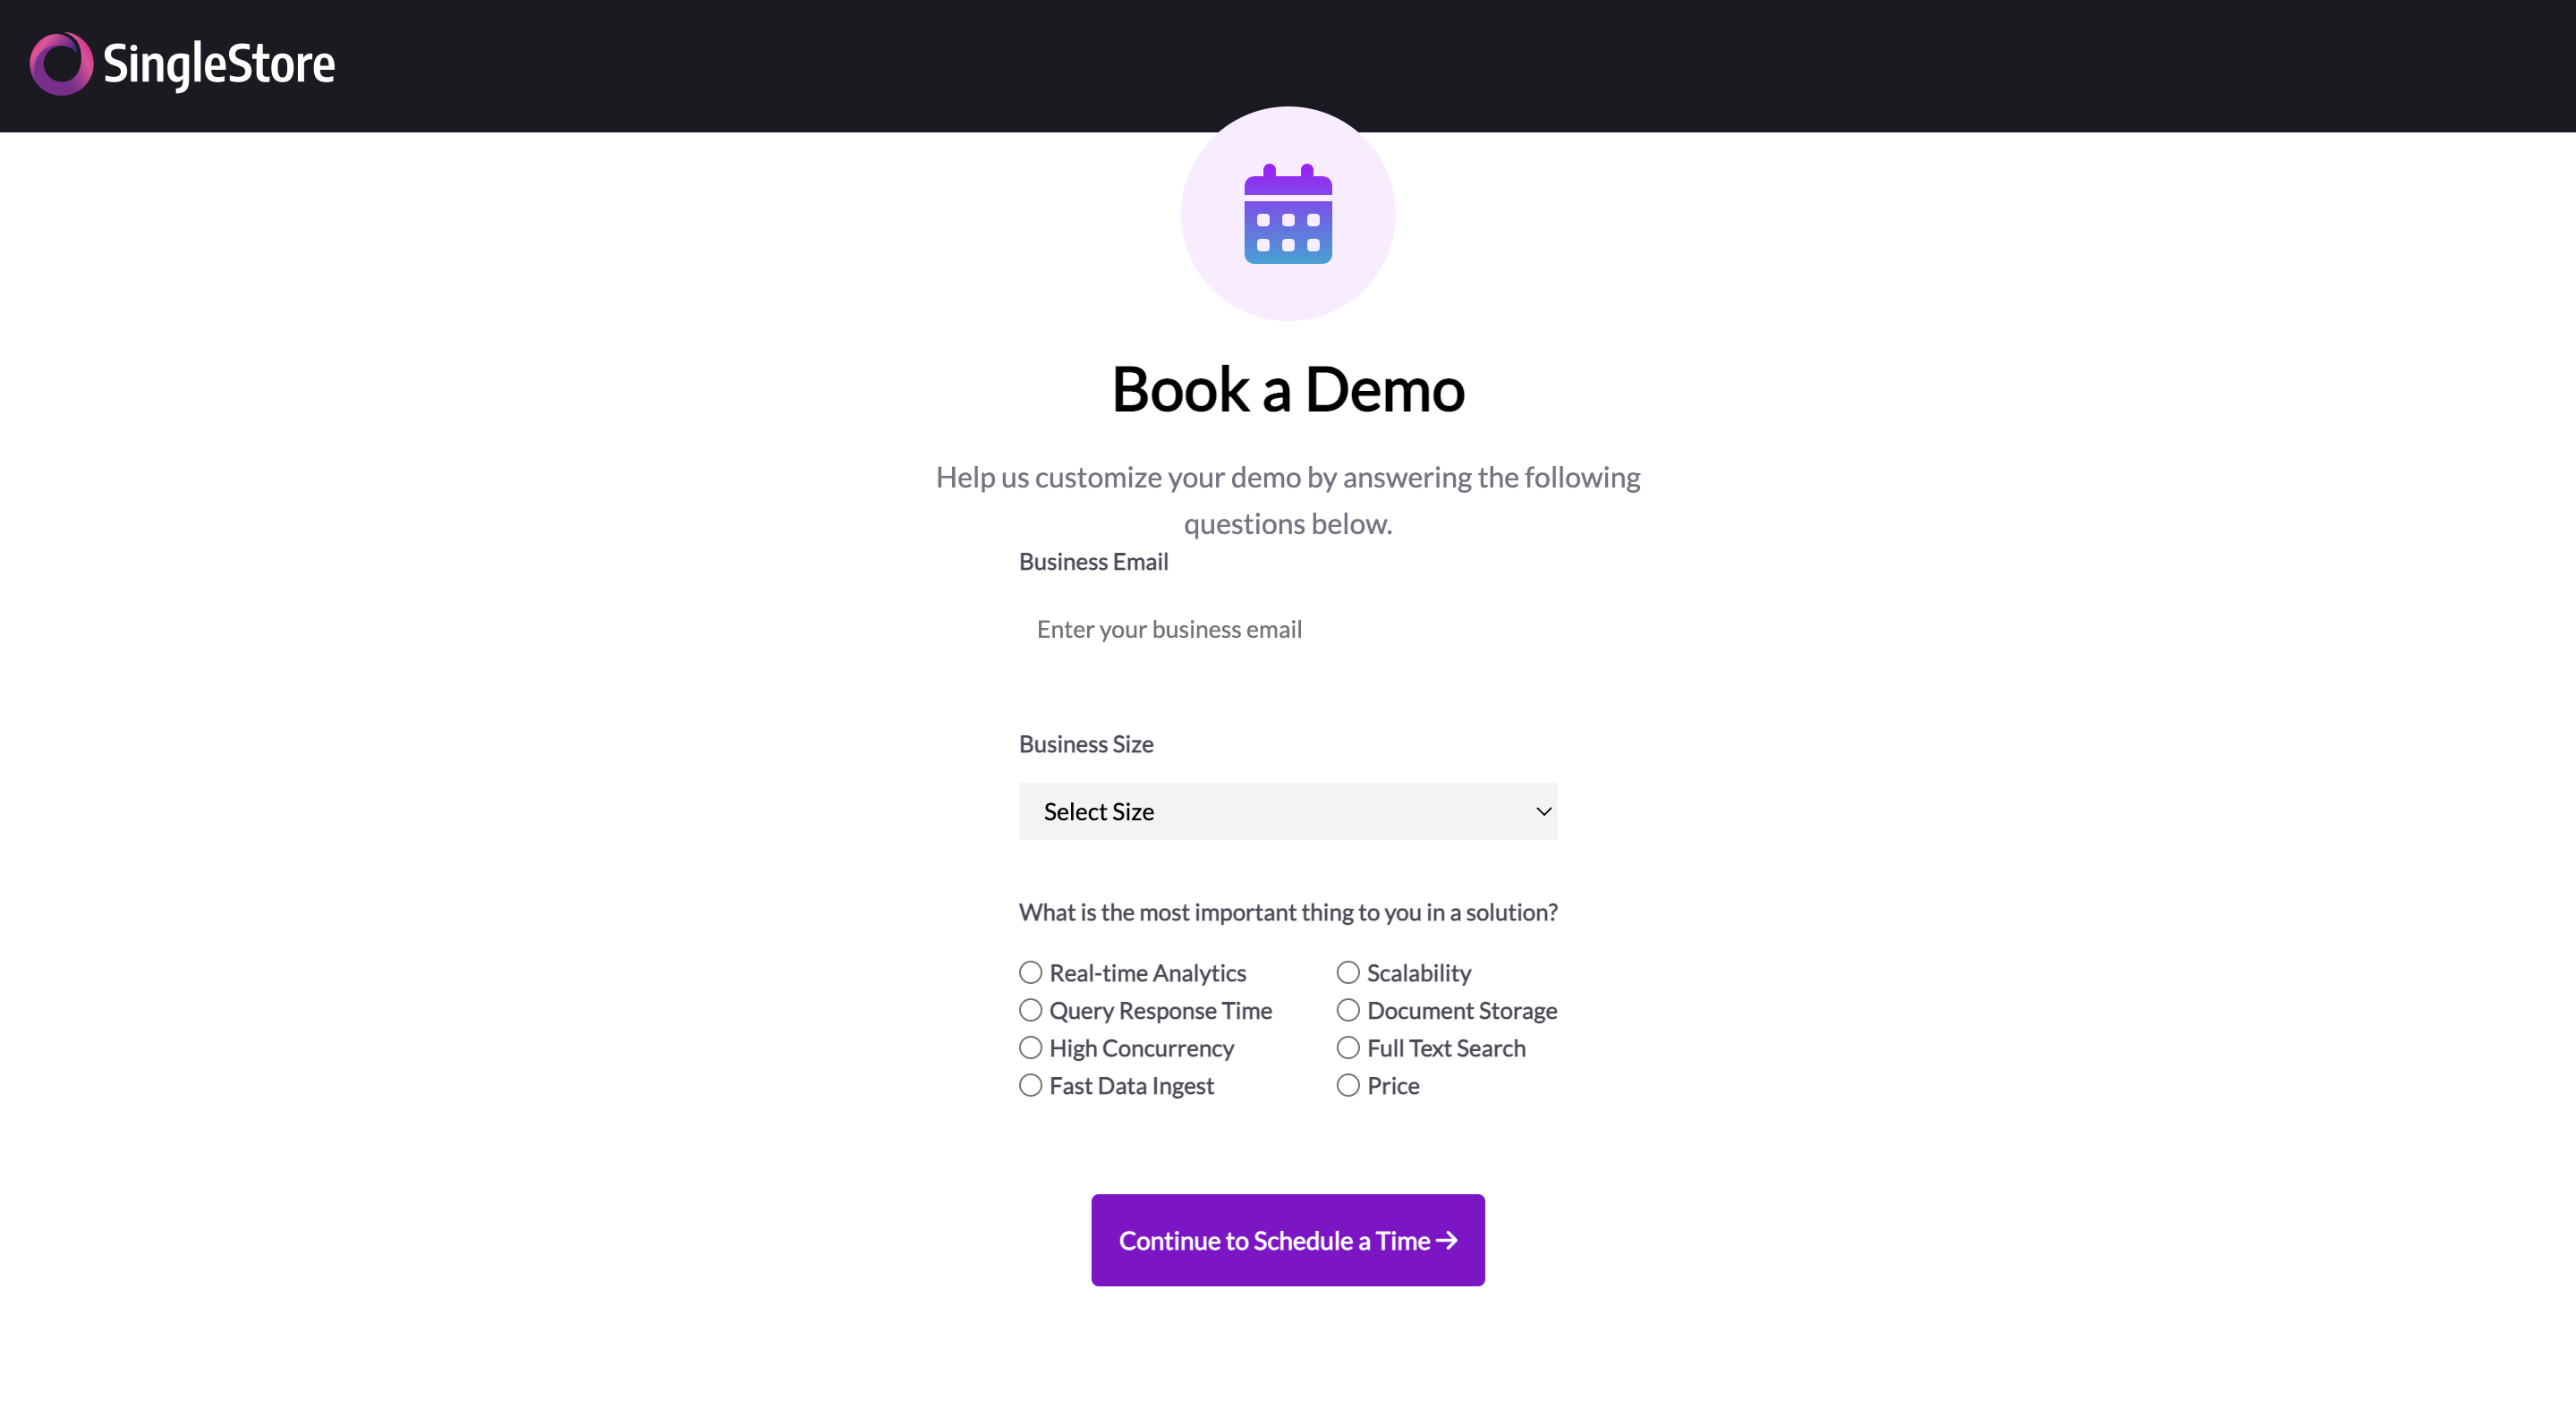 SingleStore
Book a Demo
Help us customize your demo by answering the following
questions below.
Business Email
Enter your business email
Business Size
Select Size
What is the most important thing to you in a solution?
Real-time Analytics
Scalability
Query Response Time
Document Storage
High Concurrency
Full Text Search
Fast Data Ingest
Price
Continue to Schedule a Time →